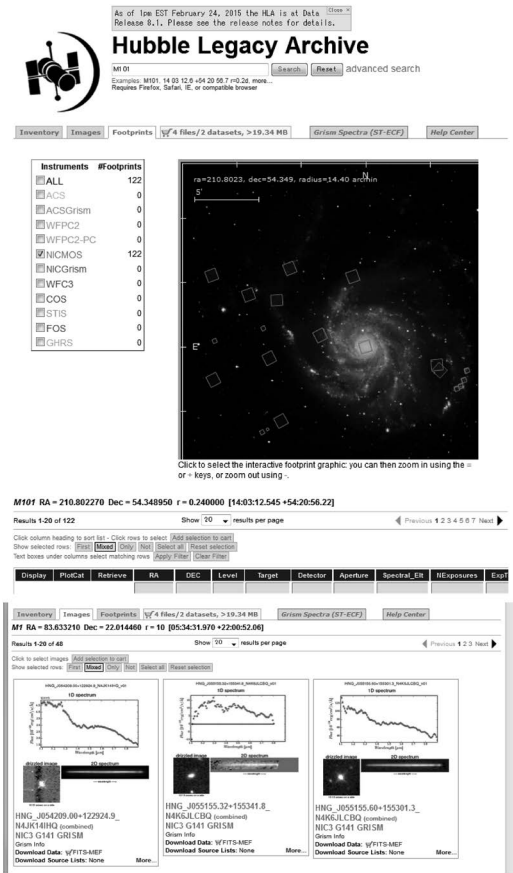 As of 1pm EST February 24, 2015 the HLA is at Data
Release 8.1. Please see the release notes for details.
Close ×
Hubble Legacy Archive
M1 01 Search Reset advanced search
Examples: M101, 14 03 12.6 +54 20 56.7 r=0.2d, more...
Requires Firefox, Safari, IE, or compatible browser
Inventory Images Footprints 4 files/2 datasets, >19.34 MB Grism Spectra (ST-ECF) Help Center
Instruments #Footprints
ALL 122
ACS 0
ACSGrism 0
WFPC2 0
WFPC2-PC 0
NICMOS 122
NICGrism 0
WFC3 0
COS 0
STIS 0
FOS 0
GHRS 0
ra=210.8023, dec=54.349, radius=14.40 arcmin
N
5'
E
Click to select the interactive footprint graphic: you can then zoom in using the =
or + keys, or zoom out using -.
M101 RA = 210.802270 Dec = 54.348950 r = 0.240000 [14:03:12.545 +54:20:56.22]
Results 1-20 of 122 Show 20 results per page Previous 1 2 3 4 5 6 7 Next
Click column heading to sort list - Click rows to select Add selection to cart
Show selected rows: First Mixed Only Not Select all Reset selection
Text boxes under columns select matching rows Apply Filter Clear Filter
Display PlotCat Retrieve RA DEC Level Target Detector Aperture Spectral_Elt NExposures ExpT
Inventory Images Footprints 4 files/2 datasets, >19.34 MB Grism Spectra (ST-ECF) Help Center
M1 RA = 83.633210 Dec = 22.014460 r = 10 [05:34:31.970 +22:00:52.06]
Results 1-20 of 48 Show 20 results per page Previous 1 2 3 Next
Click to select images Add selection to cart
Show selected rows: First Mixed Only Not Select all Reset selection
1D spectrum
drizzled image 2D spectrum
HNG_J054209.00+122924.9_
N4JK14IHQ (combined)
NIC3 G141 GRISM
Grism Info
Download Data: FITS-MEF
Download Source Lists: None More...
1D spectrum
drizzled image 2D spectrum
HNG_J055155.32+155341.8_
N4K6JLCBQ (combined)
NIC3 G141 GRISM
Grism Info
Download Data: FITS-MEF
Download Source Lists: None More...
1D spectrum
drizzled image 2D spectrum
HNG_J055155.60+155301.3_
N4K6JLCBQ (combined)
NIC3 G141 GRISM
Grism Info
Download Data: FITS-MEF
Download Source Lists: None More...